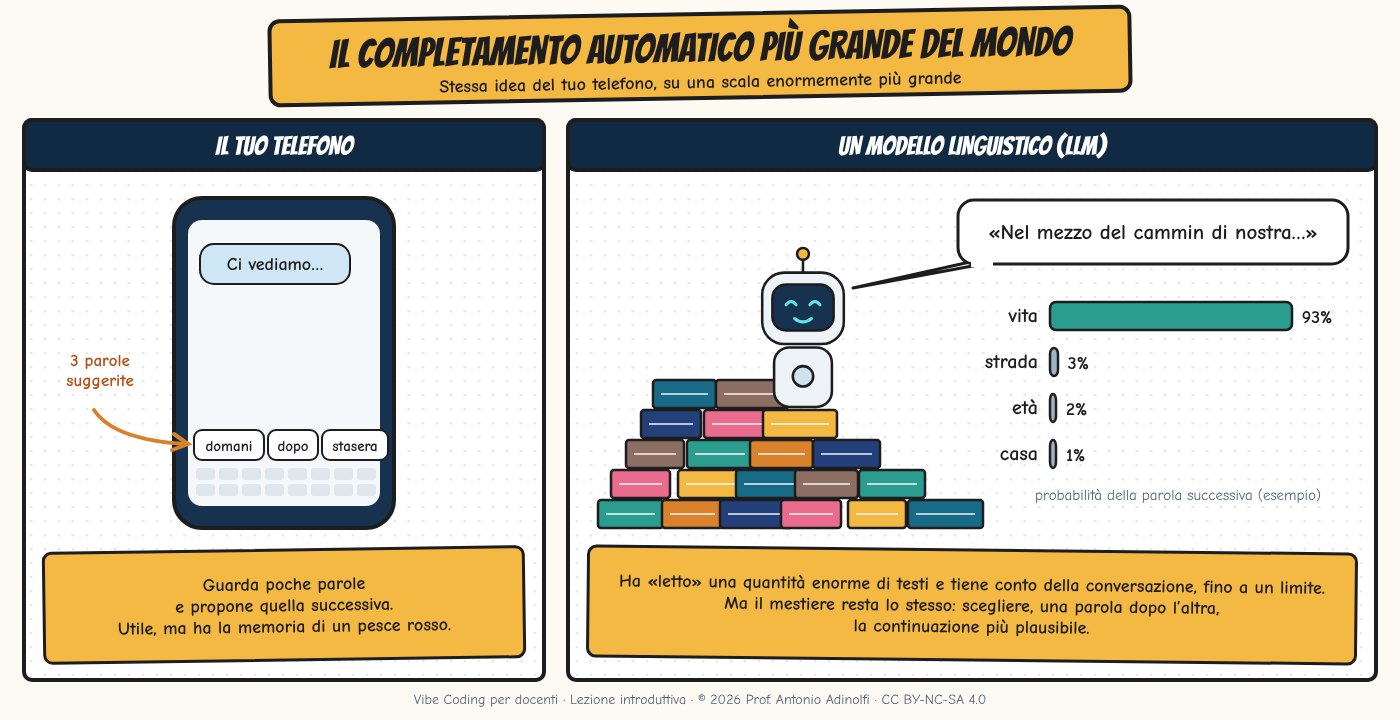 IL COMPLETAMENTO AUTOMATICO PIÙ GRANDE DEL MONDO
Stessa idea del tuo telefono, su una scala enormemente più grande
IL TUO TELEFONO
Ci vediamo...
3 parole
suggerite
domani
dopo
stasera
Guarda poche parole
e propone quella successiva.
Utile, ma ha la memoria di un pesce rosso.
UN MODELLO LINGUISTICO (LLM)
«Nel mezzo del cammin di nostra...»
vita 93%
strada 3%
età 2%
casa 1%
probabilità della parola successiva (esempio)
Ha «letto» una quantità enorme di testi e tiene conto della conversazione, fino a un limite.
Ma il mestiere resta lo stesso: scegliere, una parola dopo l'altra,
la continuazione più plausibile.
Vibe Coding per docenti · Lezione introduttiva · © 2026 Prof. Antonio Adinolfi · CC BY-NC-SA 4.0